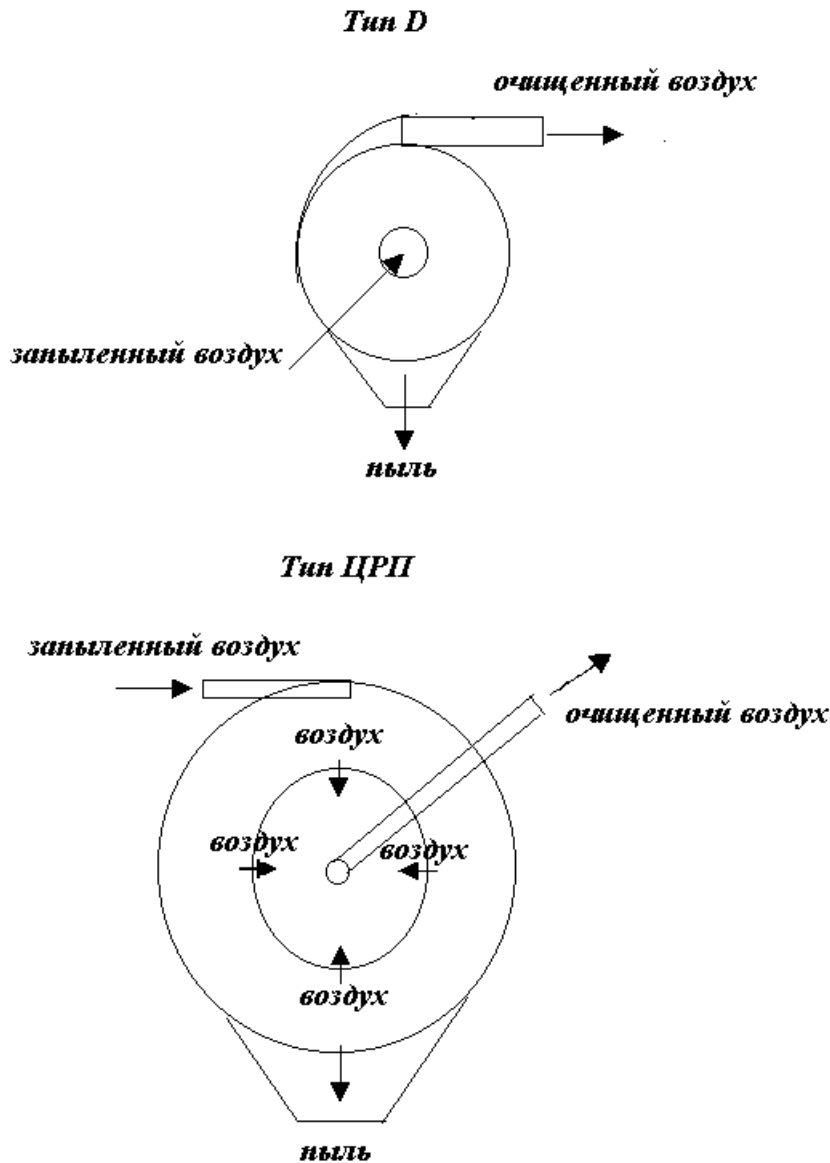 Тип D
очищенный воздух
запыленный воздух
пыль
Тип ЦРП
запыленный воздух
очищенный воздух
воздух
воздух
воздух
воздух
пыль